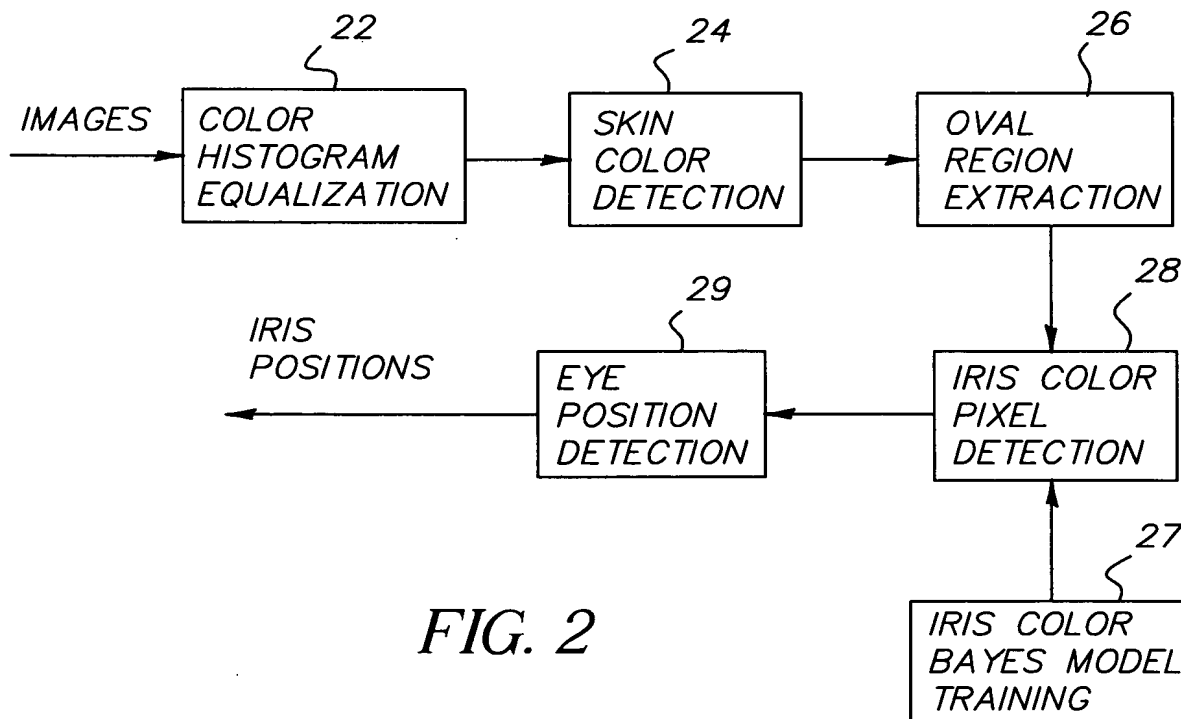 22
24
26
IMAGES
COLOR
HISTOGRAM
EQUALIZATION
SKIN
COLOR
DETECTION
OVAL
REGION
EXTRACTION
29
28
IRIS
POSITIONS
EYE
POSITION
DETECTION
IRIS COLOR
PIXEL
DETECTION
27
FIG. 2
IRIS COLOR
BAYES MODEL
TRAINING